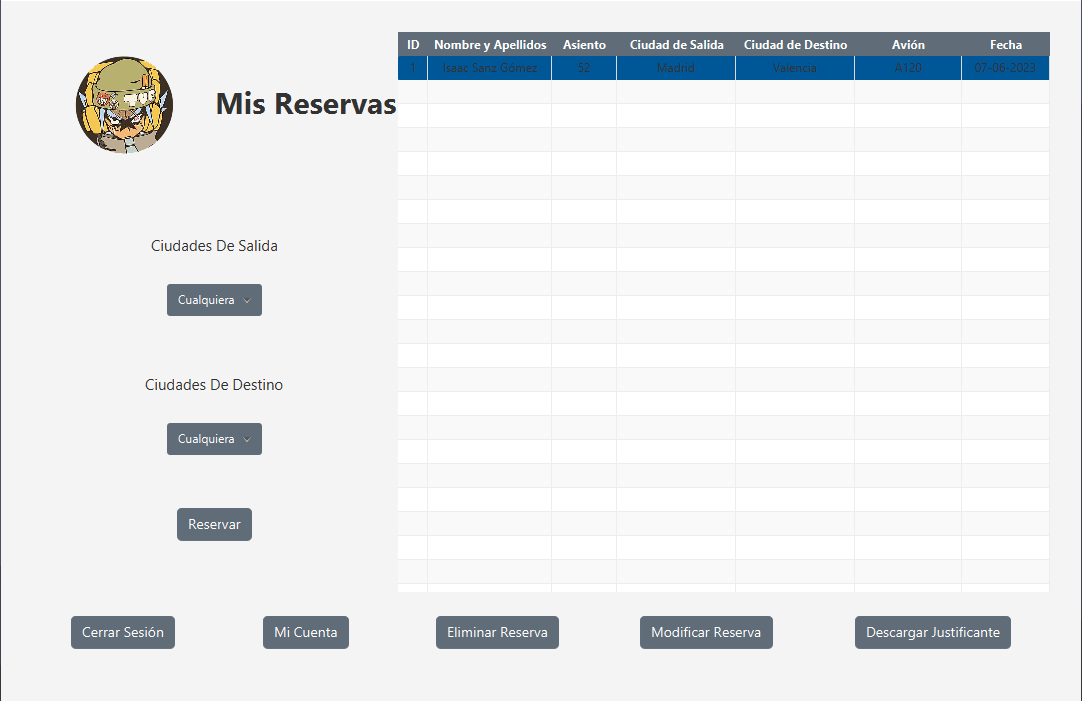 Mis Reservas
Ciudades De Salida
Cualquiera
Ciudades De Destino
Cualquiera
Reservar
ID Nombre y Apellidos Asiento Ciudad de Salida Ciudad de Destino Avión Fecha
1 Isaac Sanz Gómez 52 Madrid Valencia A120 07-06-2023
Cerrar Sesión Mi Cuenta Eliminar Reserva Modificar Reserva Descargar Justificante